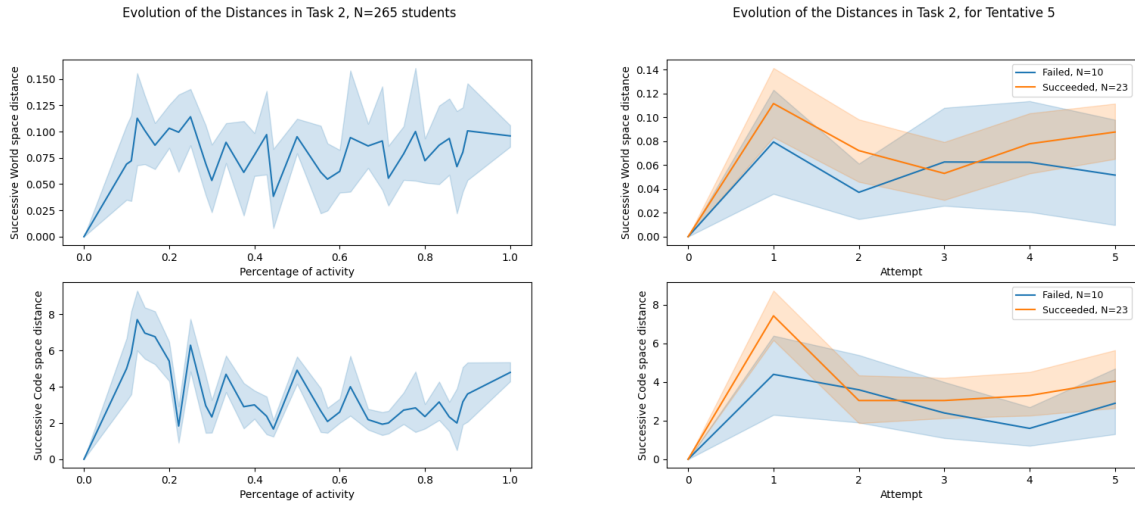 Evolution of the Distances in Task 2, N=265 students
Successive World space distance
0.150
0.125
0.100
0.075
0.050
0.025
0.000
0.0 0.2 0.4 0.6 0.8 1.0
Percentage of activity
Successive Code space distance
8
6
4
2
0
0.0 0.2 0.4 0.6 0.8 1.0
Percentage of activity
Evolution of the Distances in Task 2, for Tentative 5
Successive World space distance
0.14
0.12
0.10
0.08
0.06
0.04
0.02
0.00
Failed, N=10
Succeeded, N=23
0 1 2 3 4 5
Attempt
Successive Code space distance
8
6
4
2
0
Failed, N=10
Succeeded, N=23
0 1 2 3 4 5
Attempt